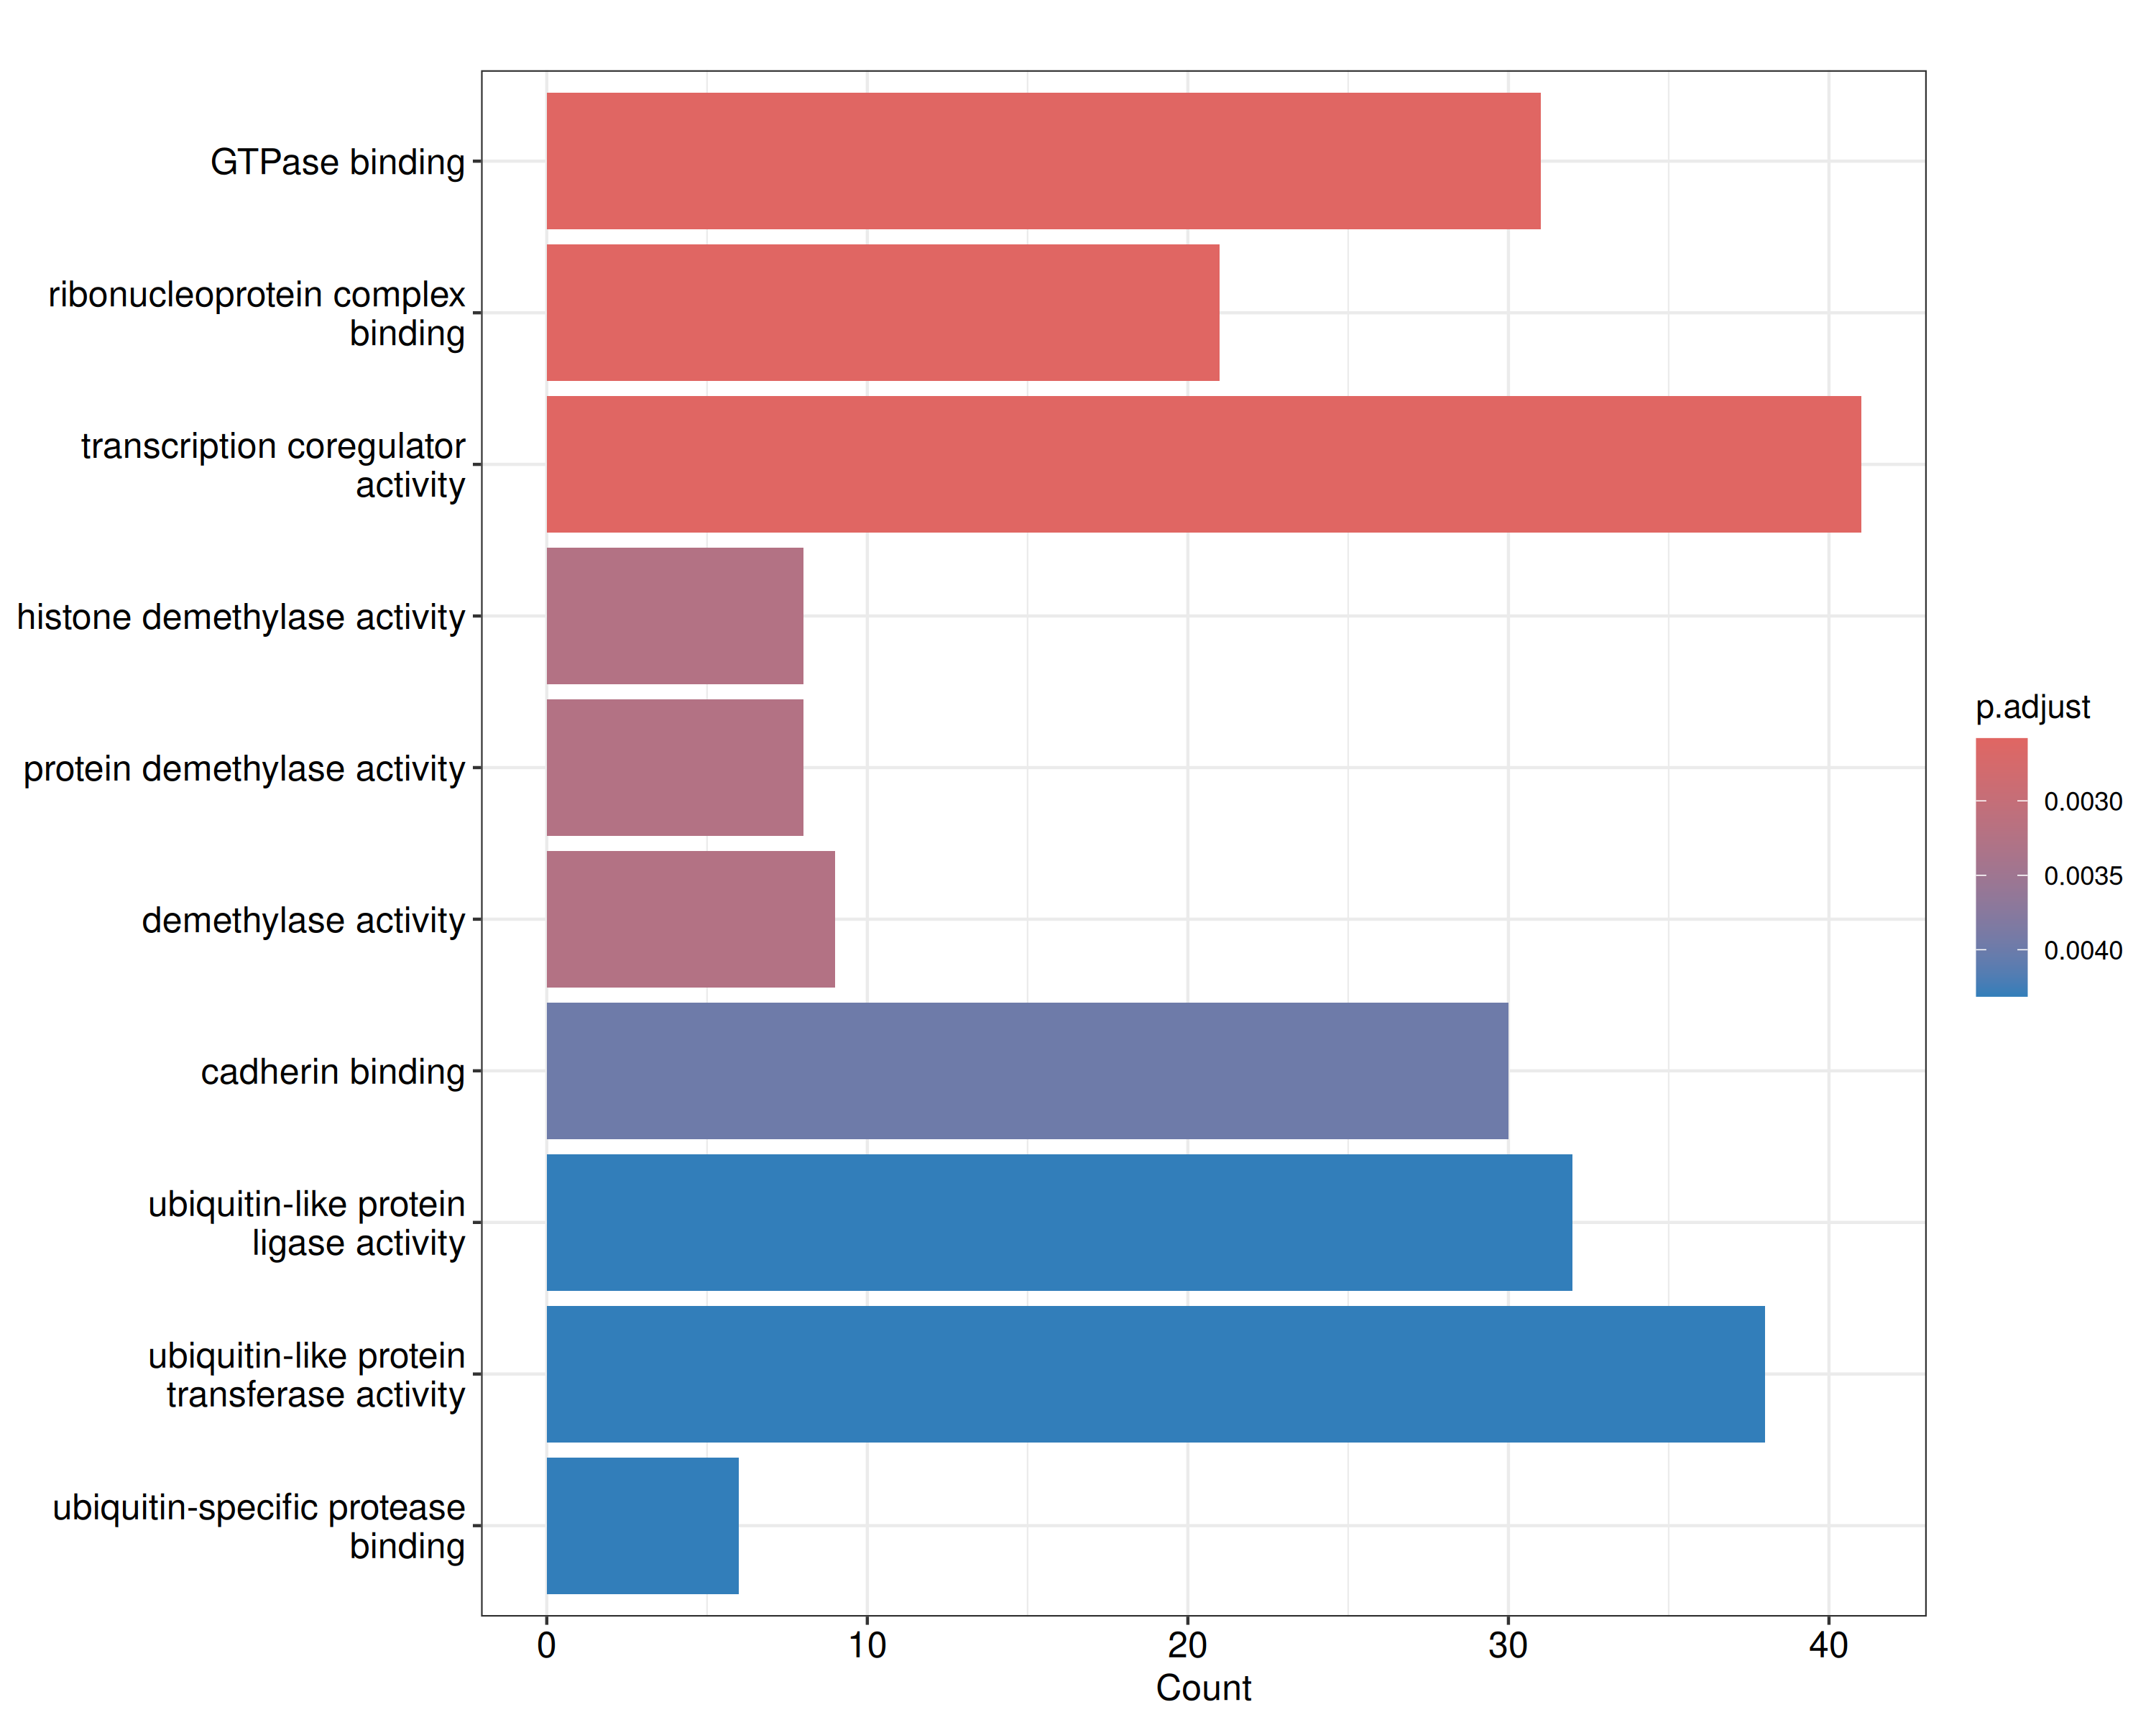 GTPase binding
ribonucleoprotein complex
binding
transcription coregulator
activity
histone demethylase activity
protein demethylase activity
demethylase activity
cadherin binding
ubiquitin-like protein
ligase activity
ubiquitin-like protein
transferase activity
ubiquitin-specific protease
binding
0 10 20 30 40
Count
p.adjust
0.0030
0.0035
0.0040